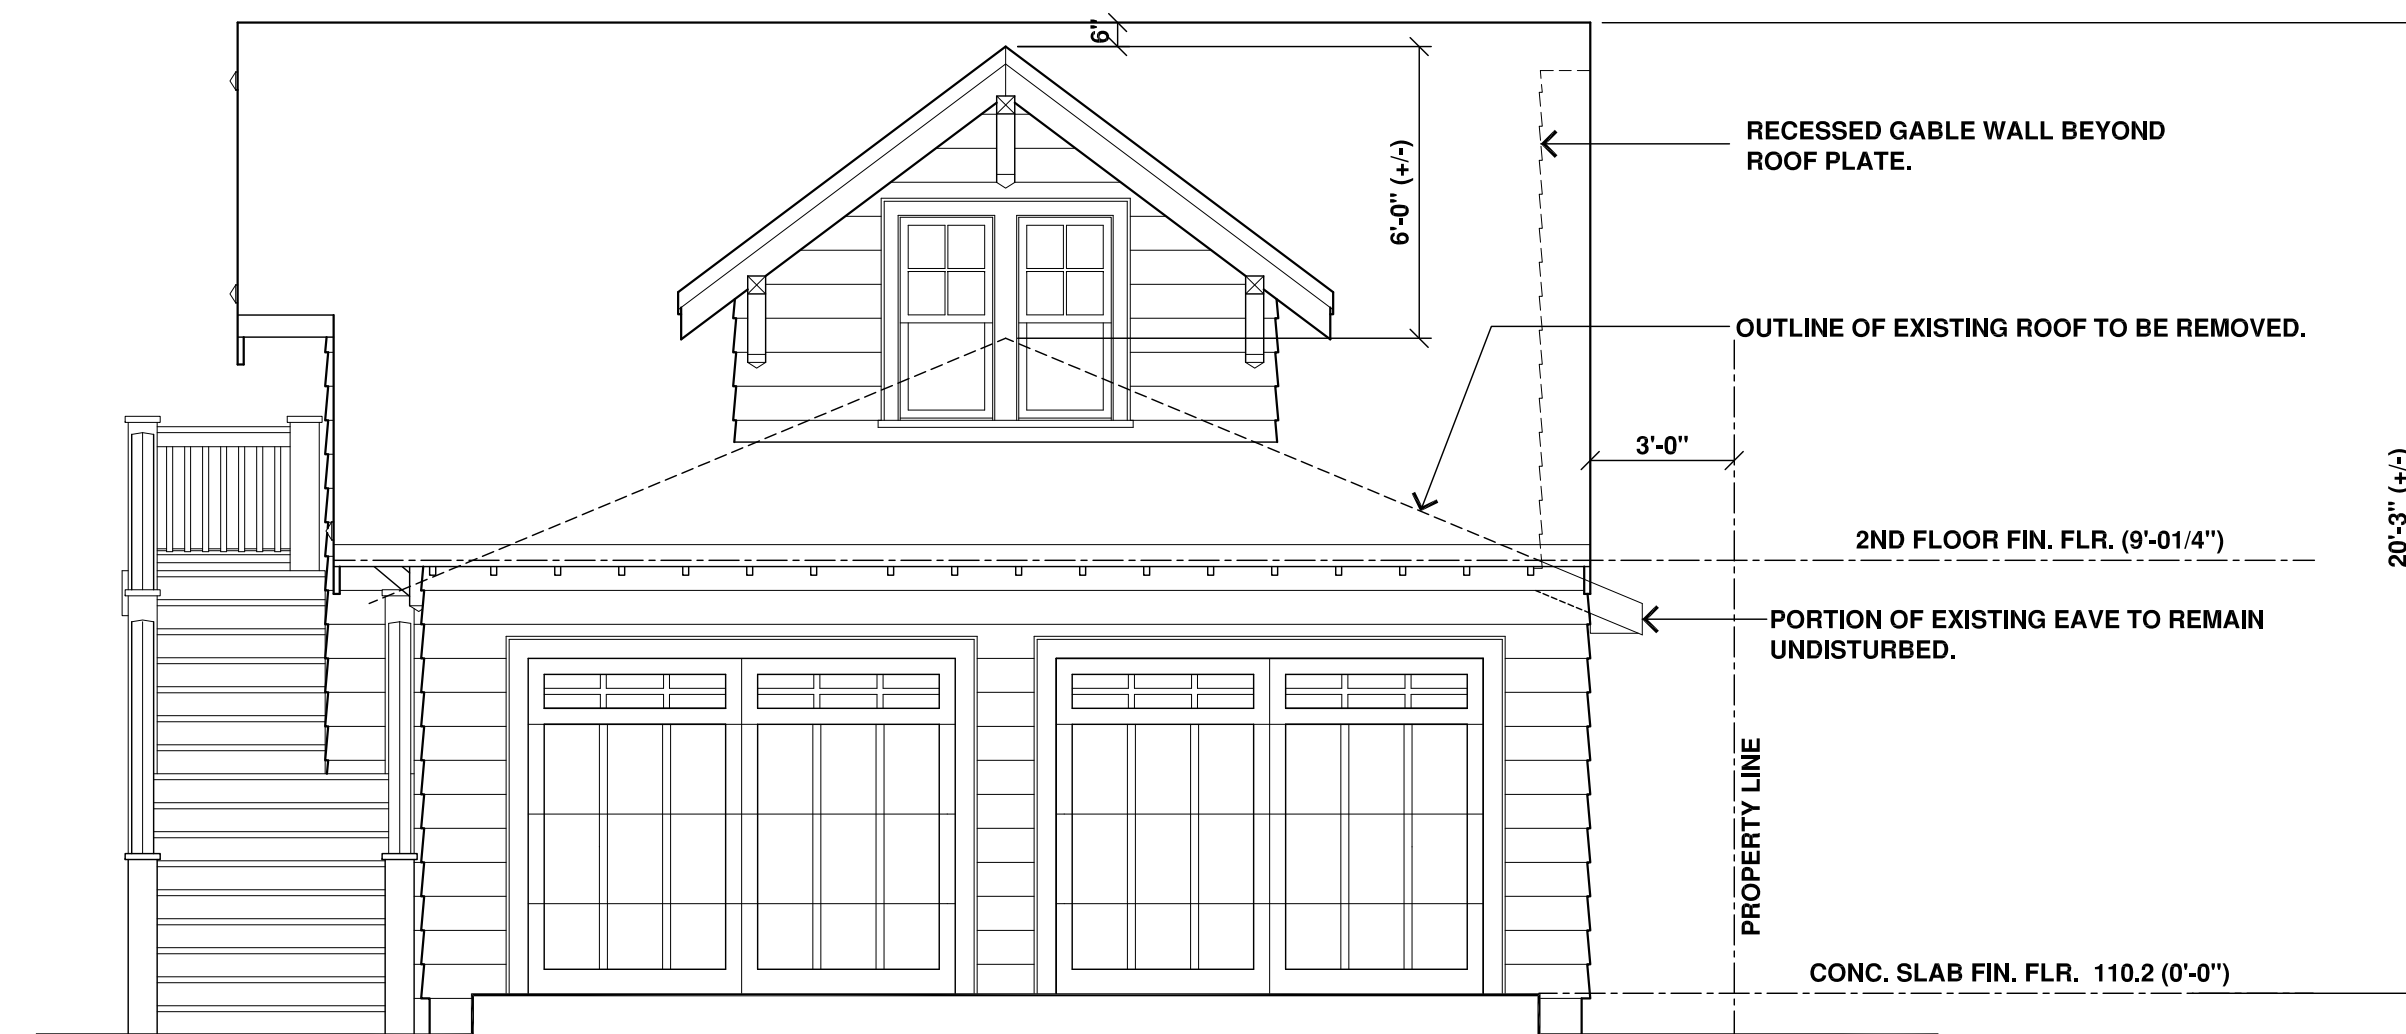 6"
RECESSED GABLE WALL BEYOND
ROOF PLATE.
6'-0" (+/-)
OUTLINE OF EXISTING ROOF TO BE REMOVED.
3'-0"
20'-3" (+/-)
2ND FLOOR FIN. FLR. (9'-01/4")
PORTION OF EXISTING EAVE TO REMAIN
UNDISTURBED.
PROPERTY LINE
CONC. SLAB FIN. FLR. 110.2 (0'-0")